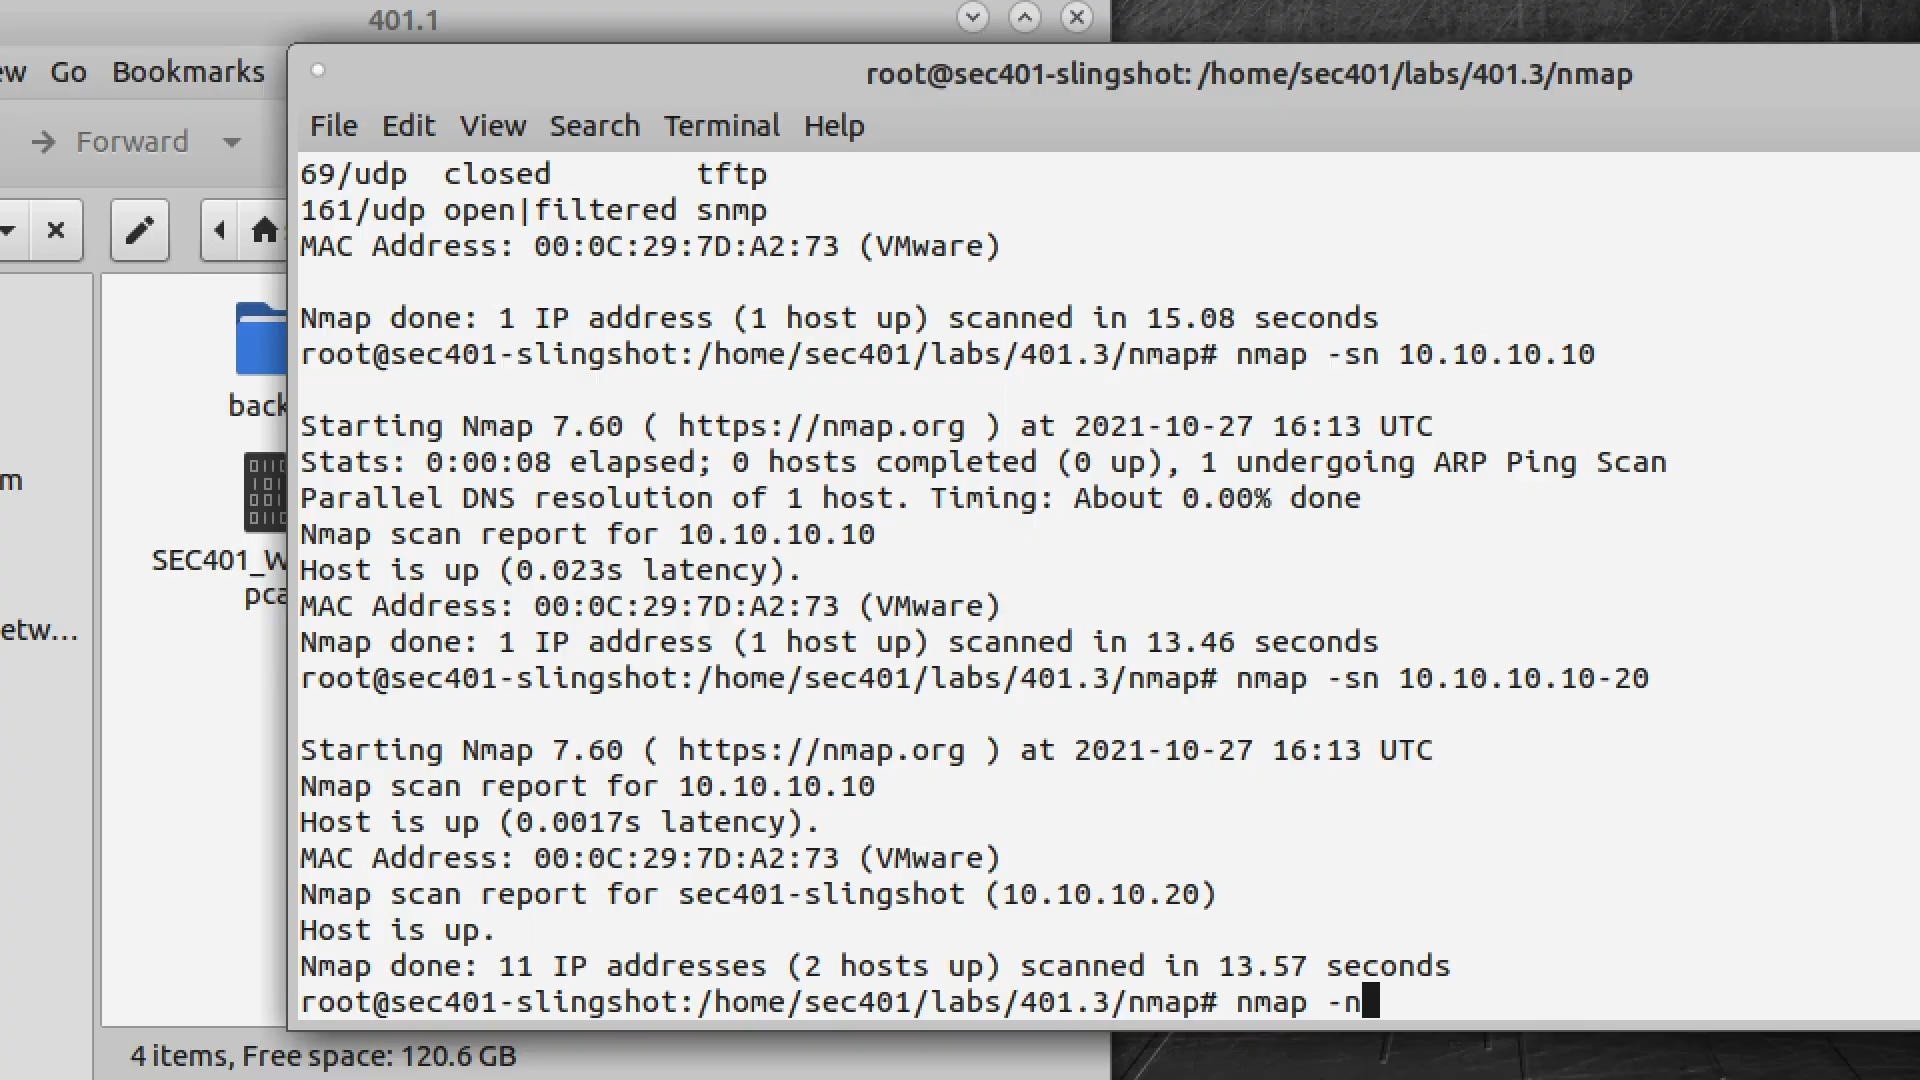 401.1
ew Go Bookmarks
Forward
back
SEC401_W
pca
m
etw...
4 items, Free space: 120.6 GB
root@sec401-slingshot: /home/sec401/labs/401.3/nmap
File Edit View Search Terminal Help
69/udp closed tftp
161/udp open|filtered snmp
MAC Address: 00:0C:29:7D:A2:73 (VMware)
Nmap done: 1 IP address (1 host up) scanned in 15.08 seconds
root@sec401-slingshot:/home/sec401/labs/401.3/nmap# nmap -sn 10.10.10.10
Starting Nmap 7.60 ( https://nmap.org ) at 2021-10-27 16:13 UTC
Stats: 0:00:08 elapsed; 0 hosts completed (0 up), 1 undergoing ARP Ping Scan
Parallel DNS resolution of 1 host. Timing: About 0.00% done
Nmap scan report for 10.10.10.10
Host is up (0.023s latency).
MAC Address: 00:0C:29:7D:A2:73 (VMware)
Nmap done: 1 IP address (1 host up) scanned in 13.46 seconds
root@sec401-slingshot:/home/sec401/labs/401.3/nmap# nmap -sn 10.10.10.10-20
Starting Nmap 7.60 ( https://nmap.org ) at 2021-10-27 16:13 UTC
Nmap scan report for 10.10.10.10
Host is up (0.0017s latency).
MAC Address: 00:0C:29:7D:A2:73 (VMware)
Nmap scan report for sec401-slingshot (10.10.10.20)
Host is up.
Nmap done: 11 IP addresses (2 hosts up) scanned in 13.57 seconds
root@sec401-slingshot:/home/sec401/labs/401.3/nmap# nmap -n